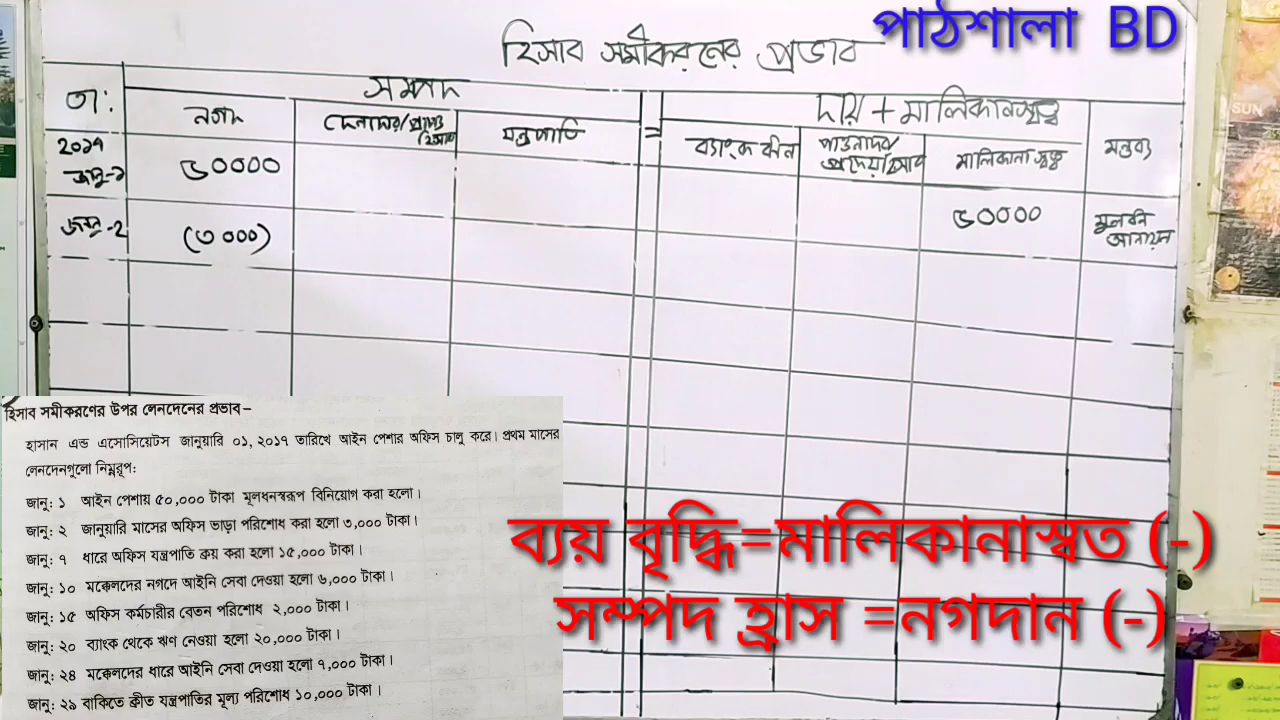 পাঠশালা BD
হিসাব সমীকরণের প্রভাব
তা: সম্পদ = দায় + মালিকানাস্বত্ব মন্তব্য
নগদ দেনাদার/প্রাপ্য হিসাব যন্ত্রপাতি ব্যাংক ঋন পাওনাদার/প্রদেয় হিসাব মালিকানা স্বত্ব
২০১৭ জানু-১ ৫০০০০ ৫০০০০ মূলধন আনায়ন
জানু-2 (৩০০০)
হিসাব সমীকরণের উপর লেনদেনের প্রভাব–
হাসান এন্ড এসোসিয়েটস জানুয়ারি ০১, ২০১৭ তারিখে আইন পেশার অফিস চালু করে। প্রথম মাসের
লেনদেনগুলো নিম্নরূপ:
জানু: ১ আইন পেশায় ৫০,০০০ টাকা মূলধনস্বরূপ বিনিয়োগ করা হলো।
জানু: ২ জানুয়ারি মাসের অফিস ভাড়া পরিশোধ করা হলো ৩,০০০ টাকা।
জানু: ৭ ধারে অফিস যন্ত্রপাতি ক্রয় করা হলো ১৫,০০০ টাকা।
জানু: ১০ মক্কেলদের নগদে আইনি সেবা দেওয়া হলো ৬,০০০ টাকা।
জানু: ১৫ অফিস কর্মচারীর বেতন পরিশোধ ২,০০০ টাকা।
জানু: ২০ ব্যাংক থেকে ঋণ নেওয়া হলো ২০,০০০ টাকা।
জানু: ২৪ মক্কেলদের ধারে আইনি সেবা দেওয়া হলো ৭,০০০ টাকা।
জানু: ২৯ বাকিতে ক্রীত যন্ত্রপাতির মূল্য পরিশোধ ১০,০০০ টাকা।
ব্যয় বৃদ্ধি=মালিকানাস্বত (-)
সম্পদ হ্রাস =নগদান (-)
SUN